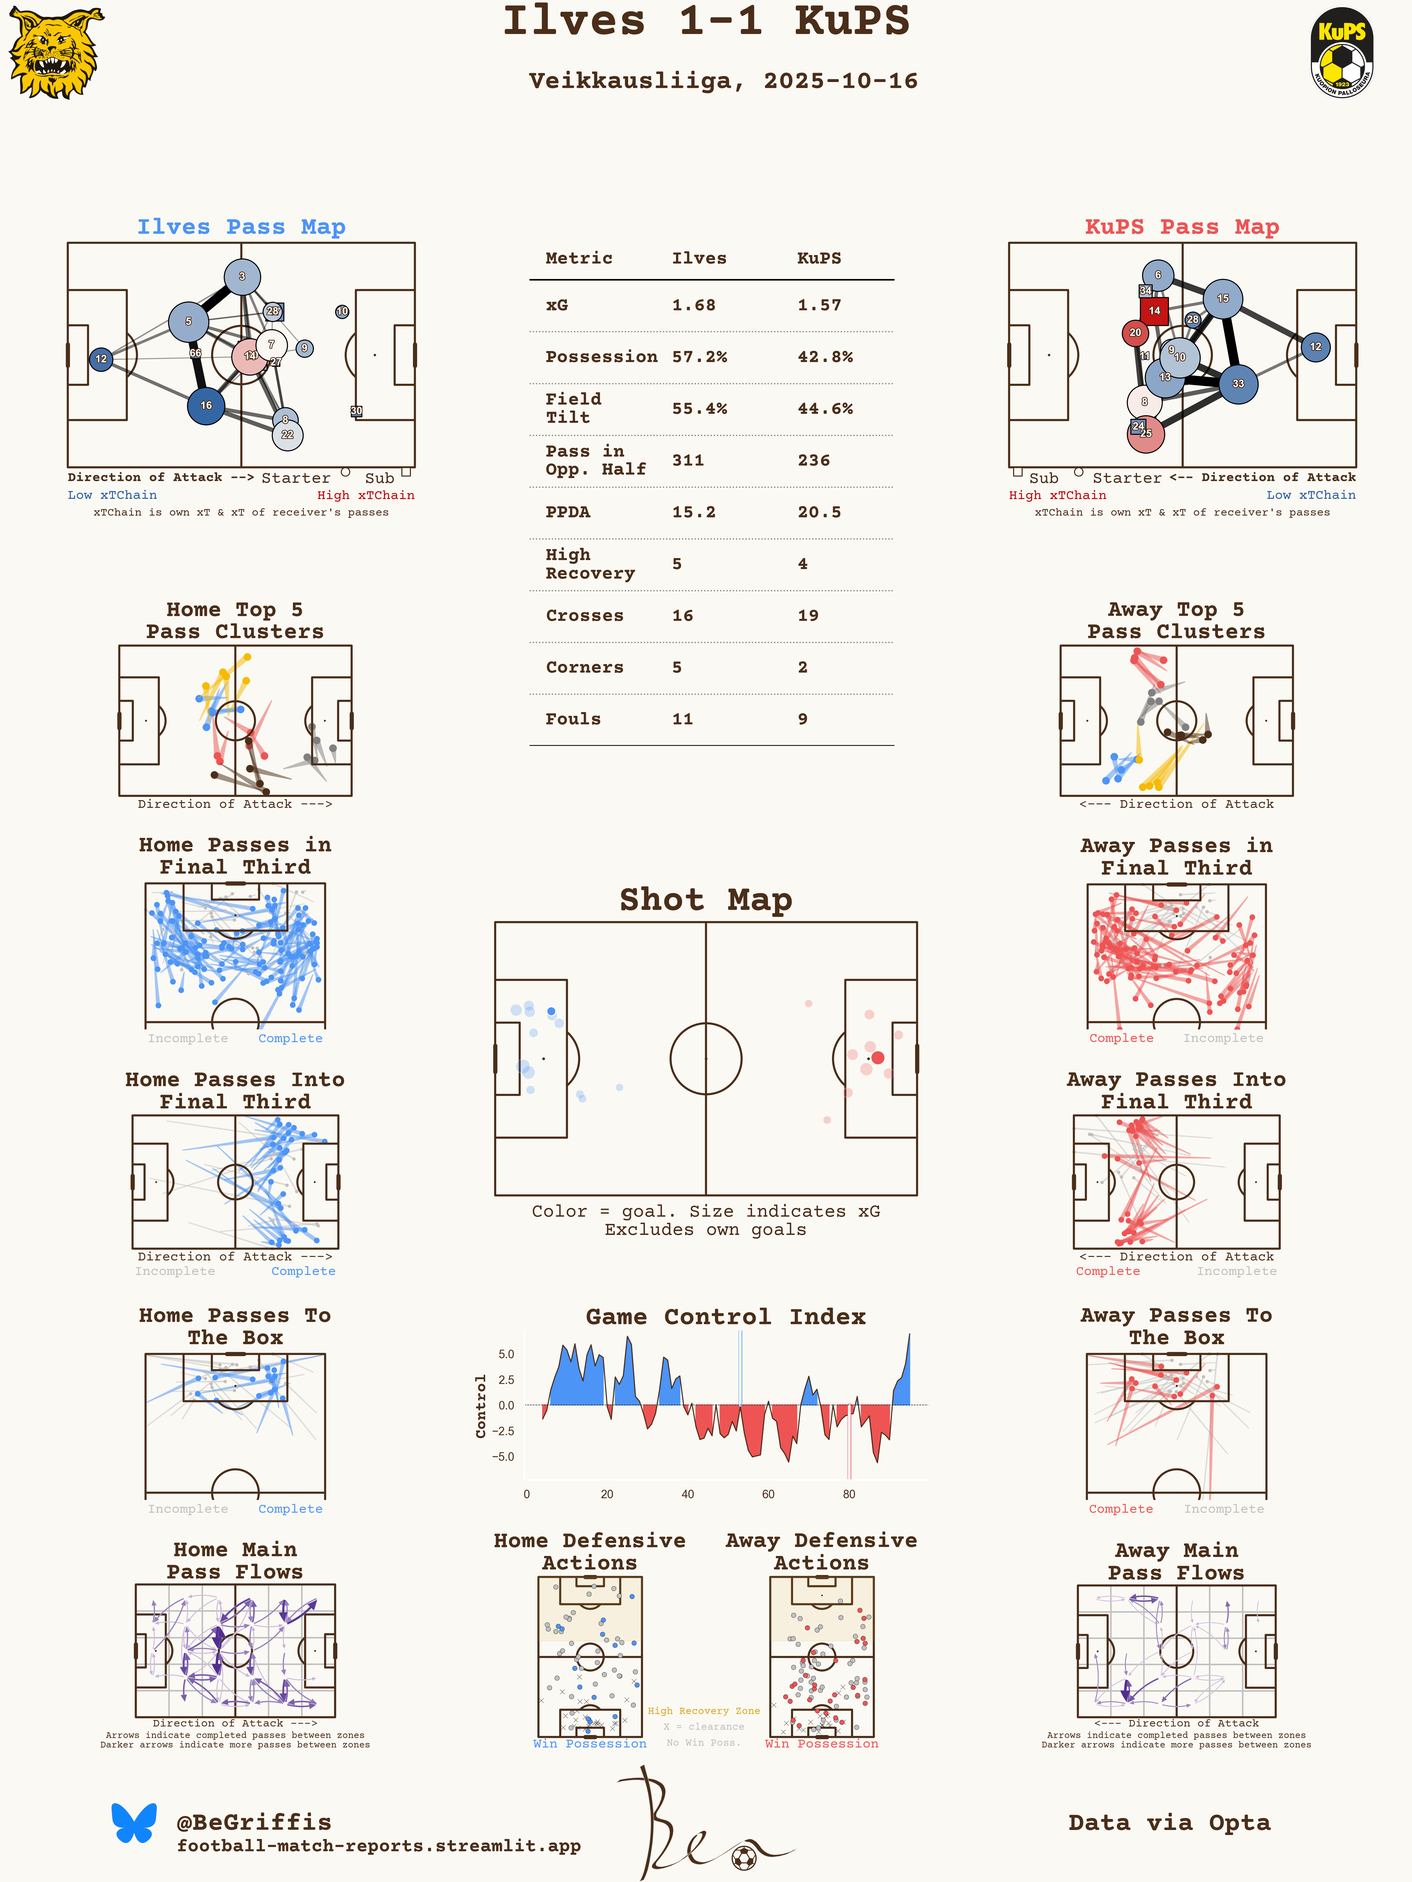 Ilves 1-1 KuPS
Veikkausliiga, 2025-10-16
KuPS
KUOPION PALLOSEURA
1923
Ilves Pass Map
3
5
28
10
7
9
12
66
14
27
16
8
22
30
Direction of Attack --> Starter Sub
Low xTChain High xTChain
xTChain is own xT & xT of receiver's passes
Metric Ilves KuPS
xG 1.68 1.57
Possession 57.2% 42.8%
Field
Tilt 55.4% 44.6%
Pass in
Opp. Half 311 236
PPDA 15.2 20.5
High
Recovery 5 4
Crosses 16 19
Corners 5 2
Fouls 11 9
KuPS Pass Map
6
34
15
14
28
20
9
11
10
12
13
33
8
24
25
Sub Starter <-- Direction of Attack
High xTChain Low xTChain
xTChain is own xT & xT of receiver's passes
Home Top 5
Pass Clusters
Direction of Attack --->
Away Top 5
Pass Clusters
<--- Direction of Attack
Home Passes in
Final Third
Incomplete Complete
Away Passes in
Final Third
Complete Incomplete
Shot Map
Color = goal. Size indicates xG
Excludes own goals
Home Passes Into
Final Third
Direction of Attack --->
Incomplete Complete
Away Passes Into
Final Third
<--- Direction of Attack
Complete Incomplete
Home Passes To
The Box
Incomplete Complete
Game Control Index
Control
5.0
2.5
0.0
−2.5
−5.0
0 20 40 60 80
Away Passes To
The Box
Complete Incomplete
Home Main
Pass Flows
Direction of Attack --->
Arrows indicate completed passes between zones
Darker arrows indicate more passes between zones
Home Defensive
Actions
Win Possession
Away Defensive
Actions
Win Possession
High Recovery Zone
X = clearance
No Win Poss.
Away Main
Pass Flows
<--- Direction of Attack
Arrows indicate completed passes between zones
Darker arrows indicate more passes between zones
@BeGriffis
football-match-reports.streamlit.app
Ben
Data via Opta